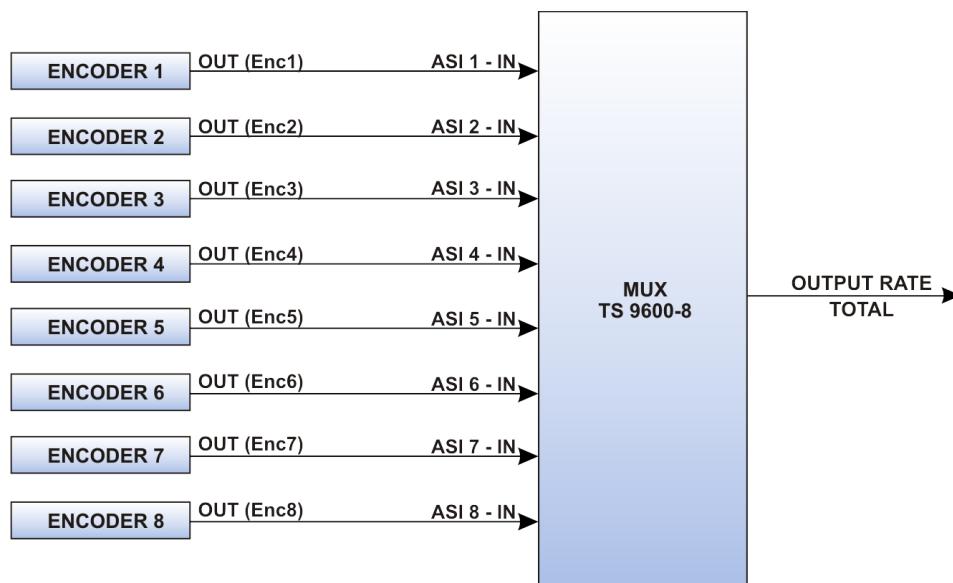 ENCODER 1 OUT (Enc1) ASI 1 - IN
ENCODER 2 OUT (Enc2) ASI 2 - IN
ENCODER 3 OUT (Enc3) ASI 3 - IN
ENCODER 4 OUT (Enc4) ASI 4 - IN
ENCODER 5 OUT (Enc5) ASI 5 - IN
ENCODER 6 OUT (Enc6) ASI 6 - IN
ENCODER 7 OUT (Enc7) ASI 7 - IN
ENCODER 8 OUT (Enc8) ASI 8 - IN
MUX
TS 9600-8
OUTPUT RATE
TOTAL